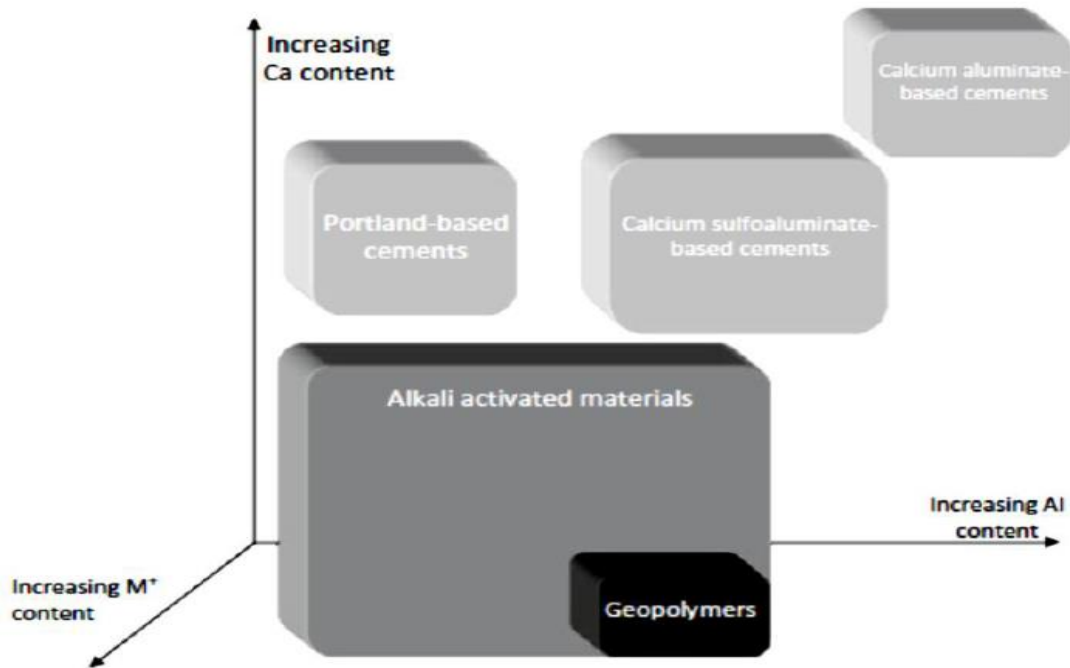 Increasing
Ca content
Calcium aluminate-
based cements
Portland-based
cements
Calcium sulfoaluminate-
based cements
Alkali activated materials
Increasing Al
content
Increasing M⁺
content
Geopolymers